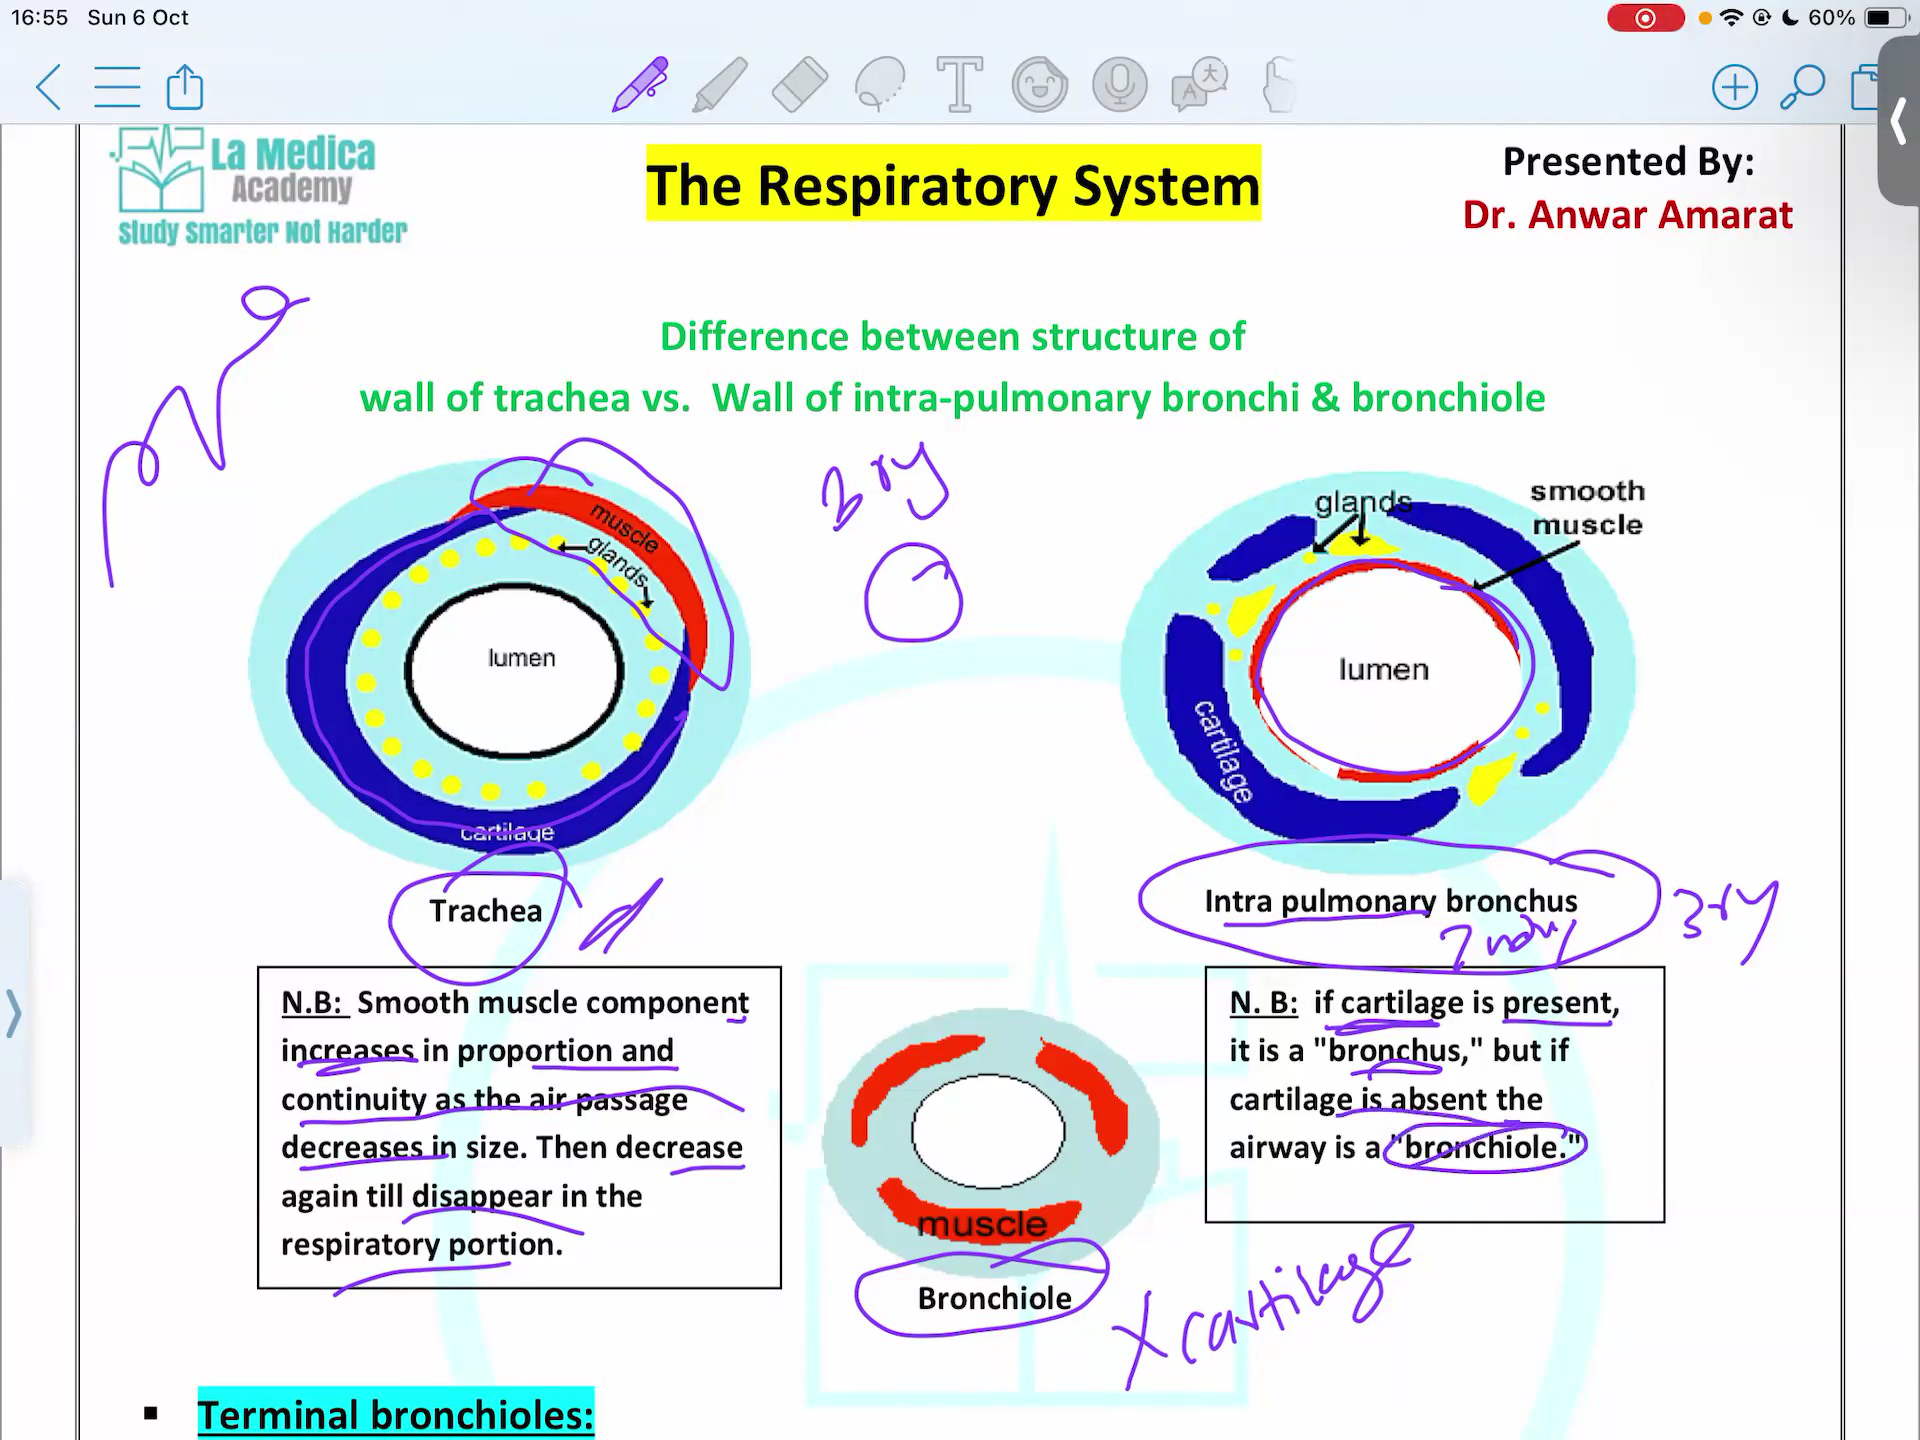 16:55 Sun 6 Oct
60%
La Medica
Academy
Study Smarter Not Harder
The Respiratory System
Presented By:
Dr. Anwar Amarat
Difference between structure of
wall of trachea vs. Wall of intra-pulmonary bronchi & bronchiole
3ry
muscle
glands
lumen
cartilage
Trachea
glands
smooth
muscle
lumen
cartilage
Intra pulmonary bronchus
3ry
2ndry
N.B: Smooth muscle component
increases in proportion and
continuity as the air passage
decreases in size. Then decrease
again till disappear in the
respiratory portion.
muscle
Bronchiole
X cartilage
N. B: if cartilage is present,
it is a "bronchus," but if
cartilage is absent the
airway is a "bronchiole."
▪ Terminal bronchioles: